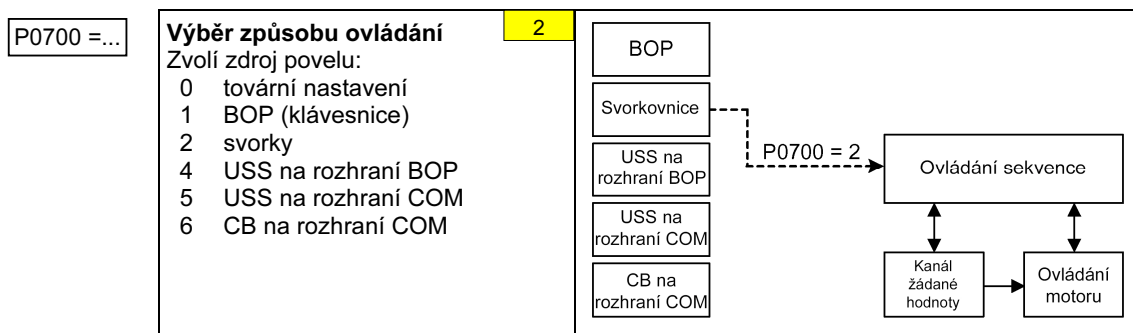 P0700 =...
Výběr způsobu ovládání
2
Zvolí zdroj povelu:
0 tovární nastavení
1 BOP (klávesnice)
2 svorky
4 USS na rozhraní BOP
5 USS na rozhraní COM
6 CB na rozhraní COM
BOP
Svorkovnice
P0700 = 2
USS na
rozhraní BOP
USS na
rozhraní COM
CB na
rozhraní COM
Ovládání sekvence
Kanál
žádané
hodnoty
Ovládání
motoru